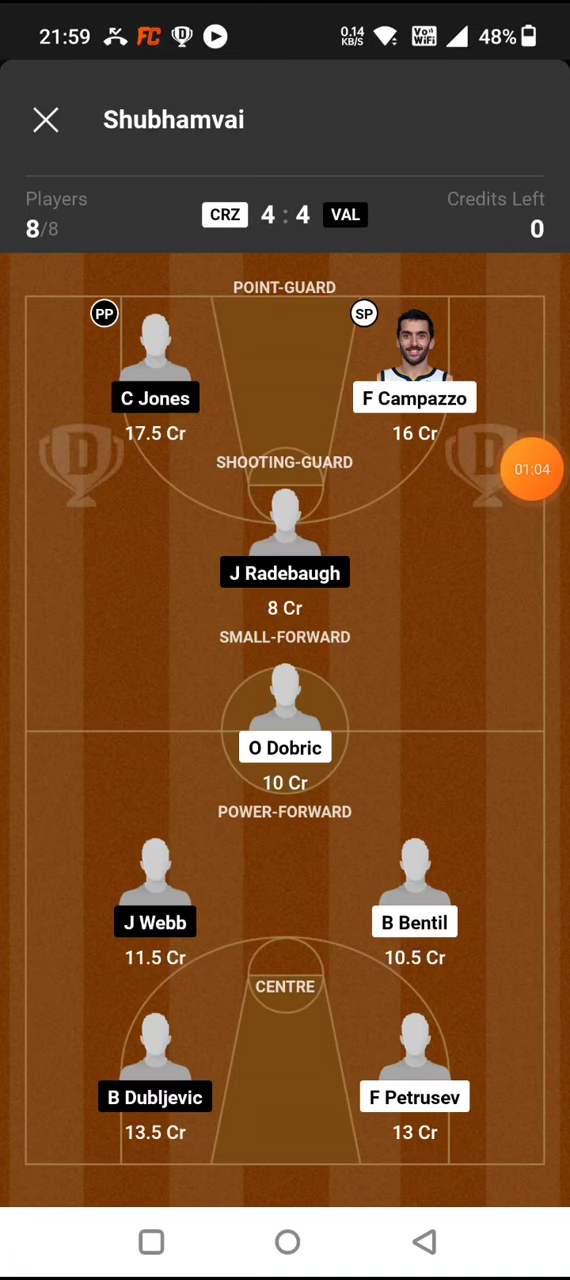 21:59 FC D 0.14 KB/S Vo WiFi 48%
Shubhamvai
Players Credits Left
8/8 CRZ 4 : 4 VAL 0
POINT-GUARD
PP SP
C Jones F Campazzo
17.5 Cr 16 Cr
D D
SHOOTING-GUARD
01:04
J Radebaugh
8 Cr
SMALL-FORWARD
O Dobric
10 Cr
POWER-FORWARD
J Webb B Bentil
11.5 Cr 10.5 Cr
CENTRE
B Dubljevic F Petrusev
13.5 Cr 13 Cr